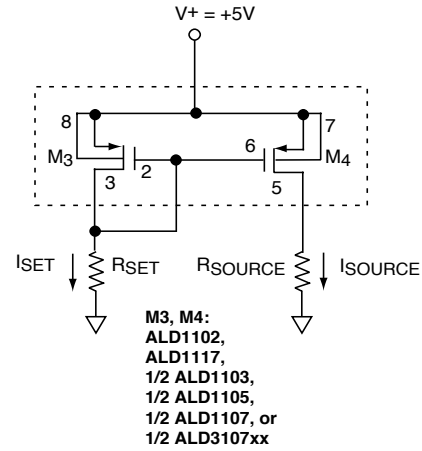 V+ = +5V
8
7
M3
6
M4
3
2
5
ISET
RSET
RSOURCE
ISOURCE
M3, M4:
ALD1102,
ALD1117,
1/2 ALD1103,
1/2 ALD1105,
1/2 ALD1107, or
1/2 ALD3107xx